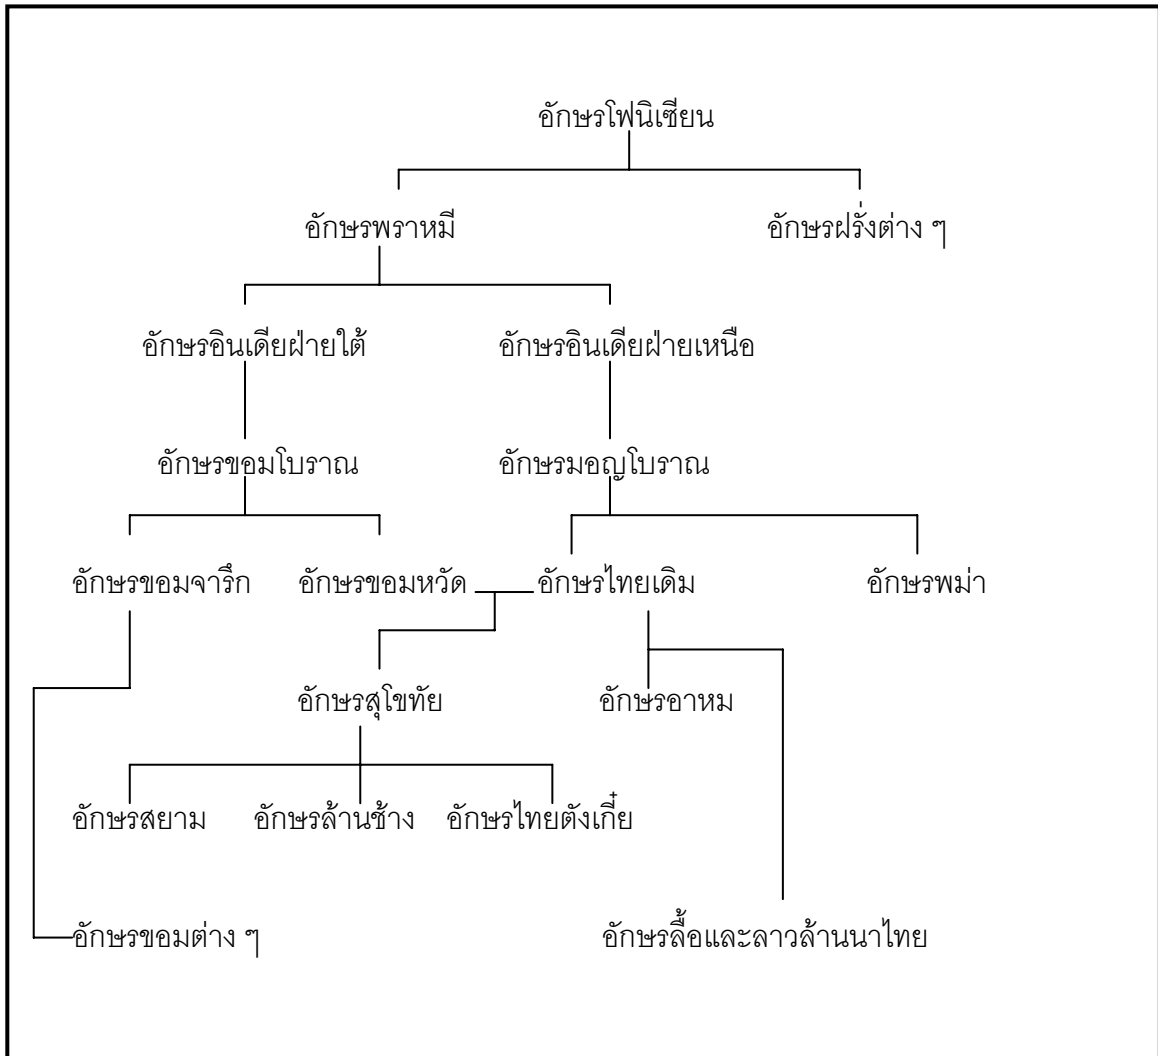 อักษรโฟนิเซียน
อักษรพราหมี อักษรฝรั่งต่าง ๆ
อักษรอินเดียฝ่ายใต้ อักษรอินเดียฝ่ายเหนือ
อักษรขอมโบราณ อักษรมอญโบราณ
อักษรขอมจารึก อักษรขอมหวัด อักษรไทยเดิม อักษรพม่า
อักษรสุโขทัย อักษรอาหม
อักษรสยาม อักษรล้านช้าง อักษรไทยตังเกี๋ย
อักษรขอมต่าง ๆ อักษรลื้อและลาวล้านนาไทย